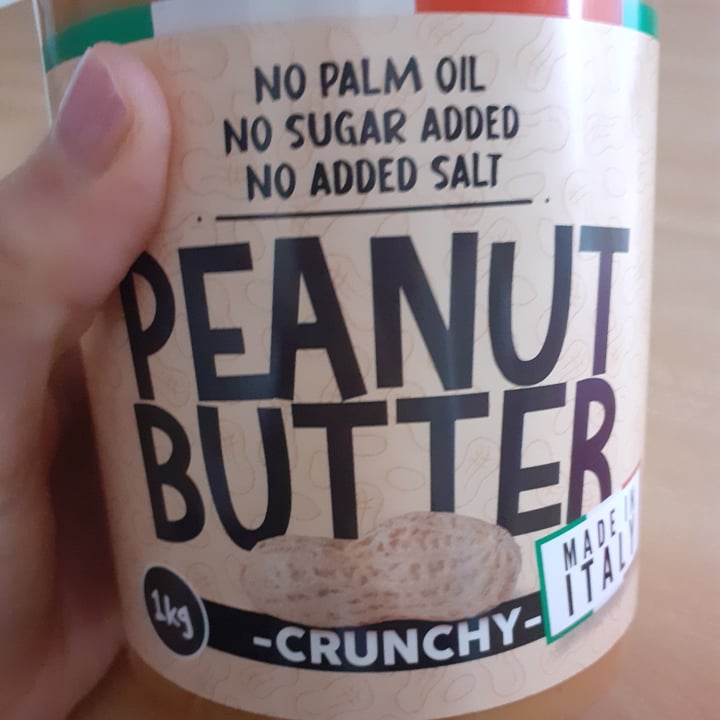 NO PALM OIL
NO SUGAR ADDED
NO ADDED SALT
PEANUT
BUTTER
MADE IN
ITALY
1kg
-CRUNCHY-